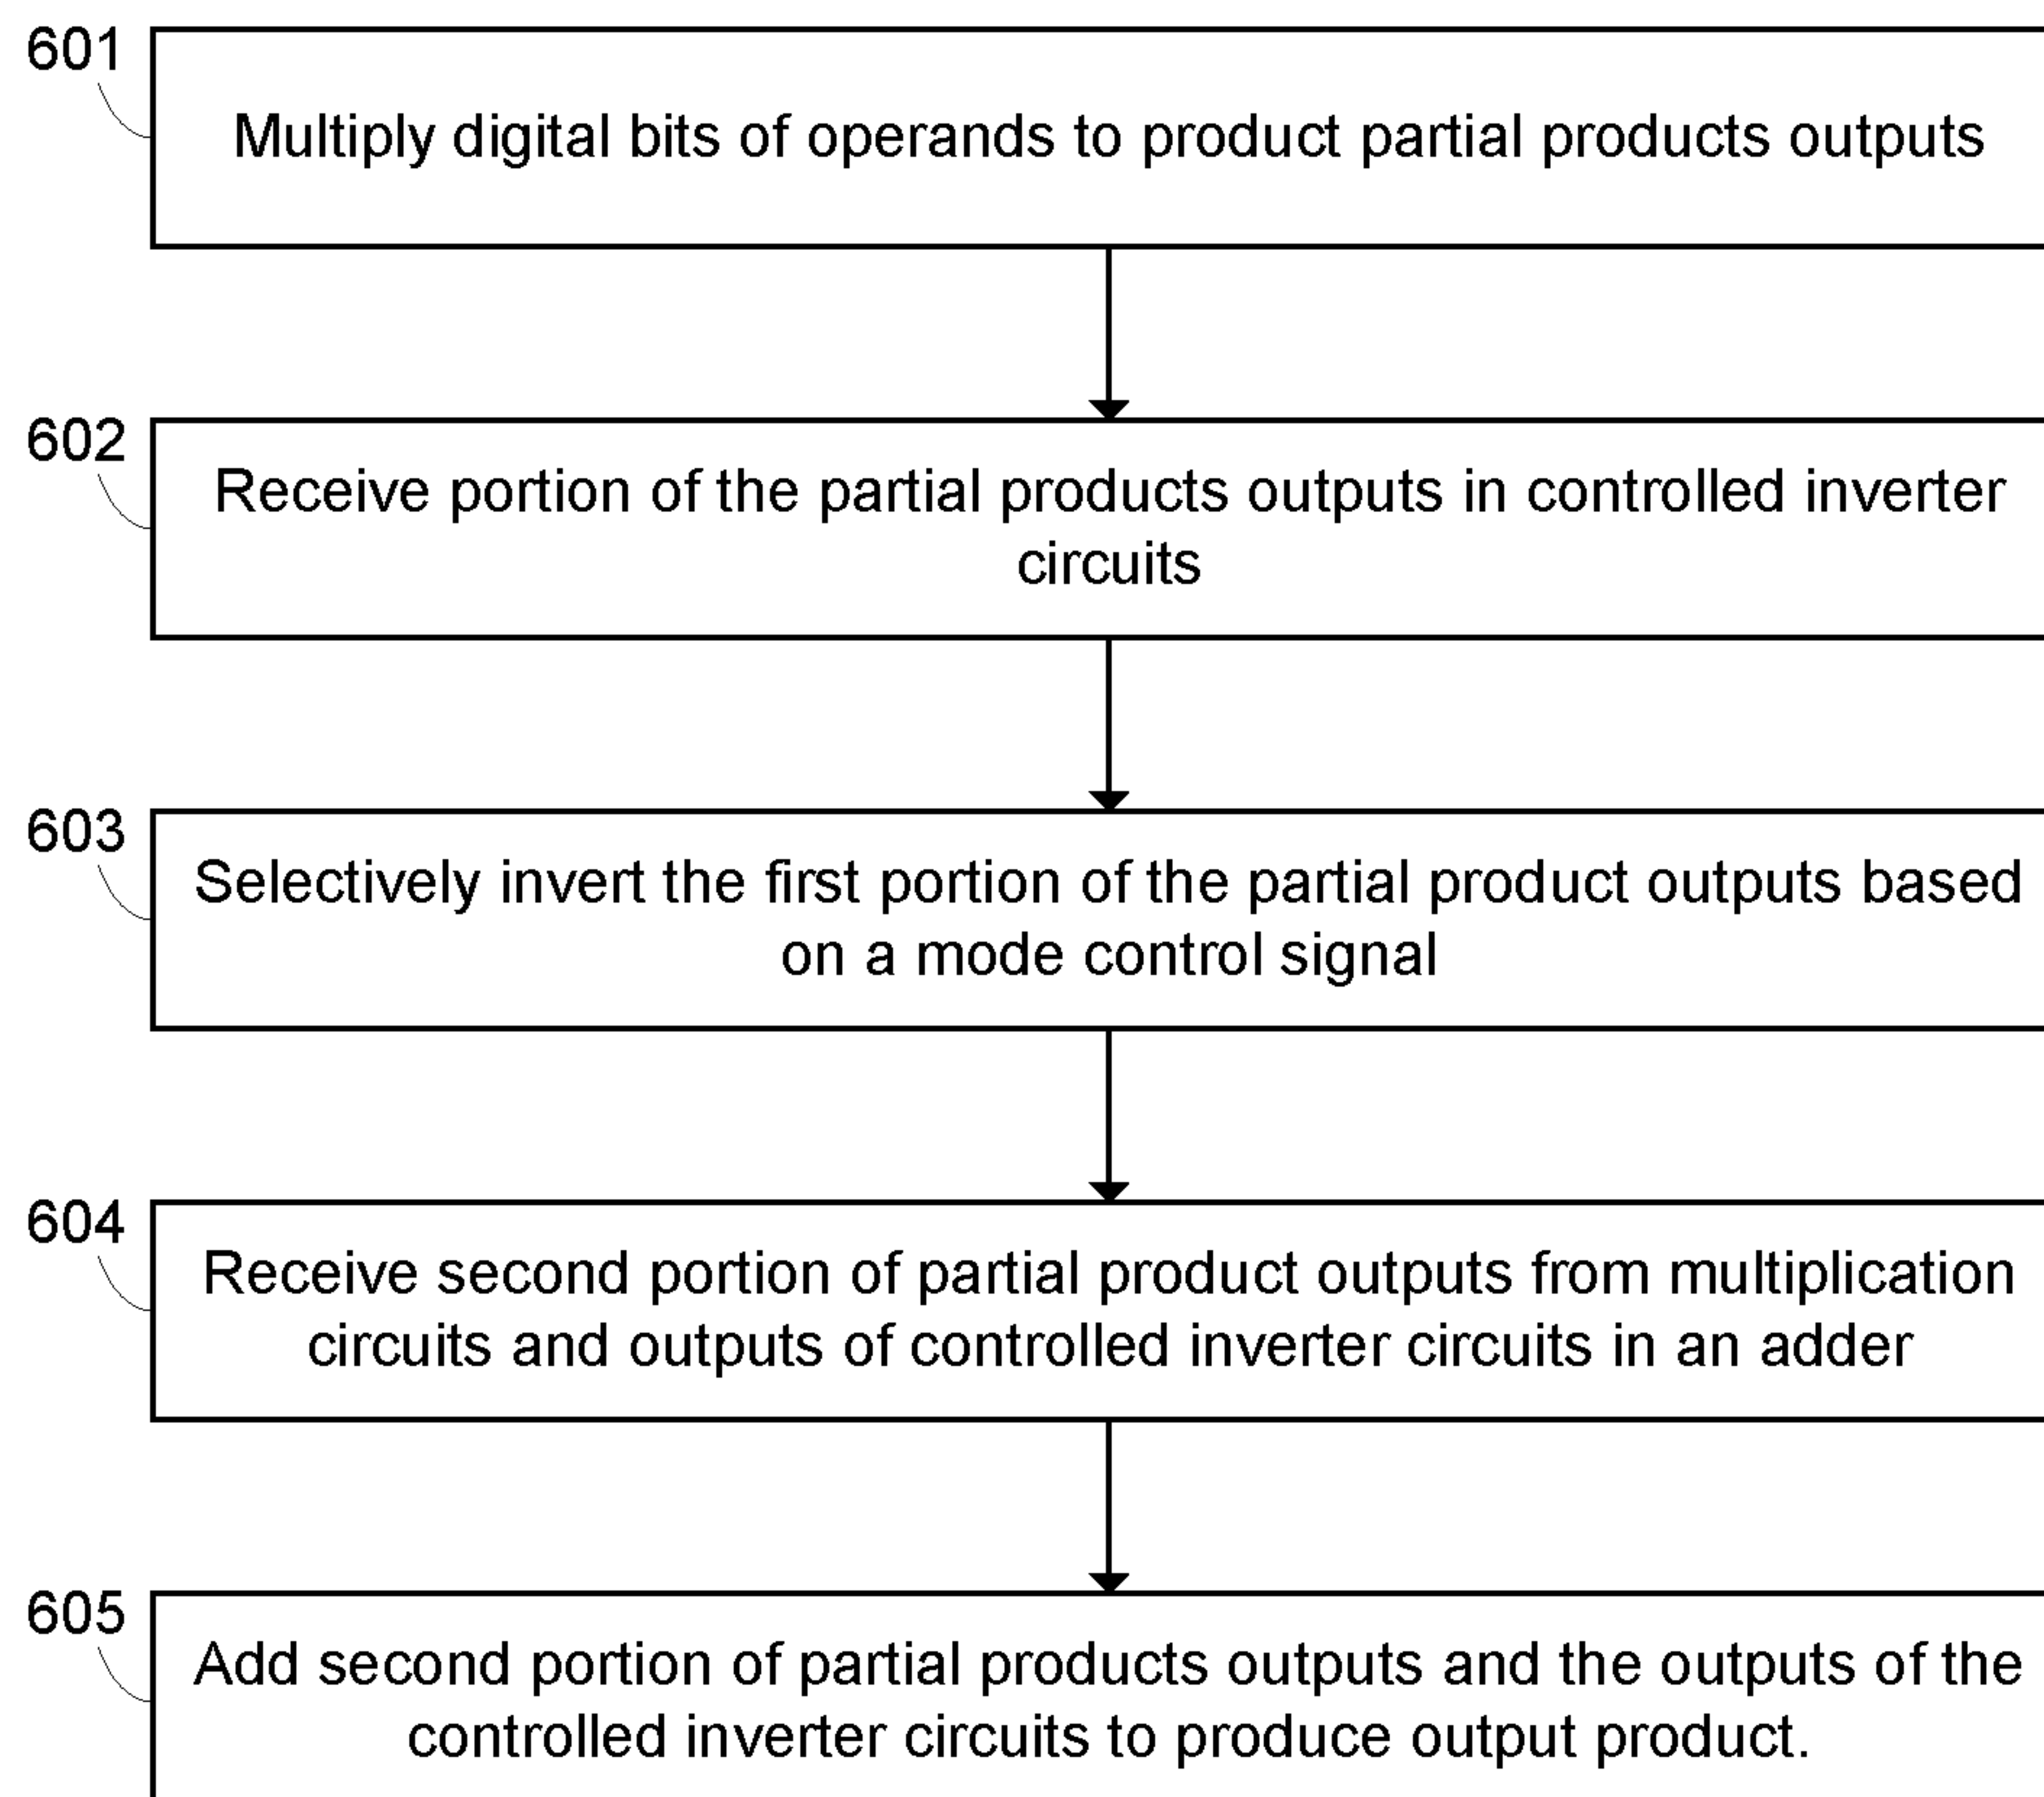 601
Multiply digital bits of operands to product partial products outputs
602
Receive portion of the partial products outputs in controlled inverter
circuits
603
Selectively invert the first portion of the partial product outputs based
on a mode control signal
604
Receive second portion of partial product outputs from multiplication
circuits and outputs of controlled inverter circuits in an adder
605
Add second portion of partial products outputs and the outputs of the
controlled inverter circuits to produce output product.